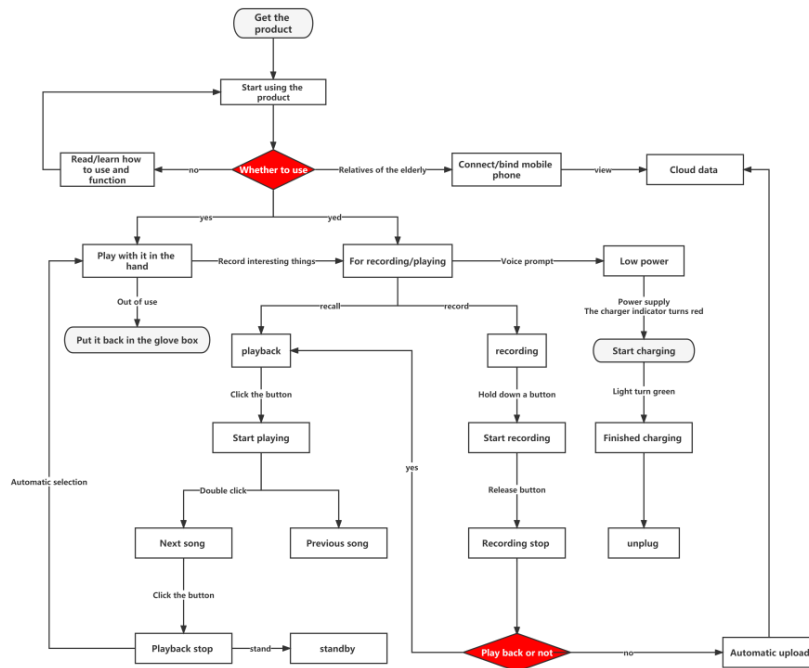 Get the
product
Start using the
product
Read/learn how
to use and
function
no
Whether to use
Relatives of the elderly
Connect/bind mobile
phone
view
Cloud data
yes
yed
Play with it in the
hand
Record interesting things
For recording/playing
Voice prompt
Low power
Out of use
recall
record
Power supply
The charger indicator turns red
Put it back in the glove box
playback
recording
Start charging
Click the button
Hold down a button
Light turn green
Start playing
Start recording
Finished charging
yes
Automatic selection
Double click
Release button
Next song
Previous song
Recording stop
unplug
Click the button
Playback stop
stand
standby
Play back or not
no
Automatic upload